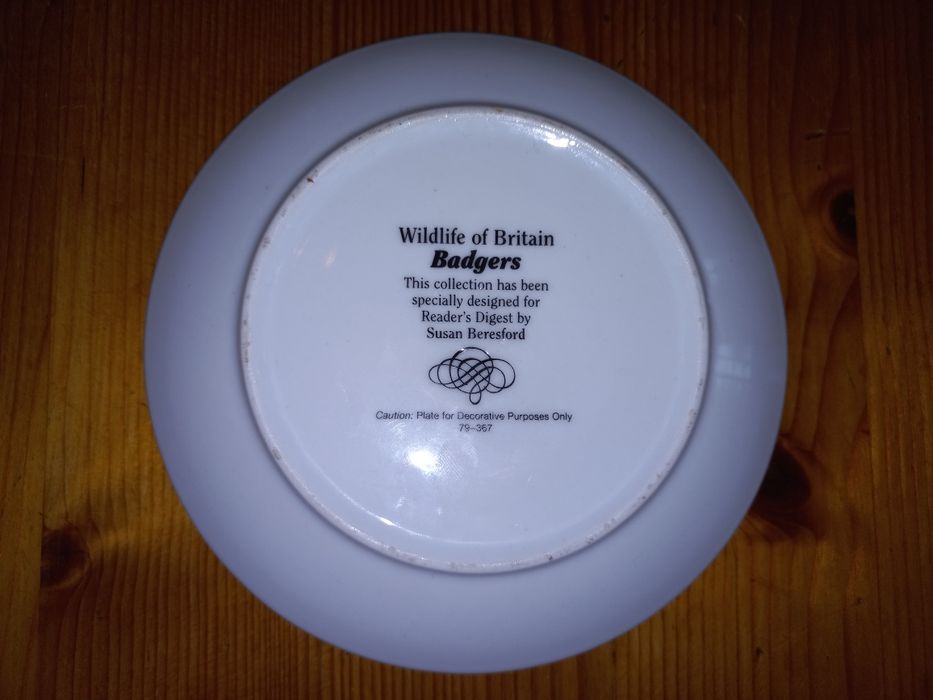 Wildlife of Britain
Badgers
This collection has been
specially designed for
Reader's Digest by
Susan Beresford
Caution: Plate for Decorative Purposes Only
79-367